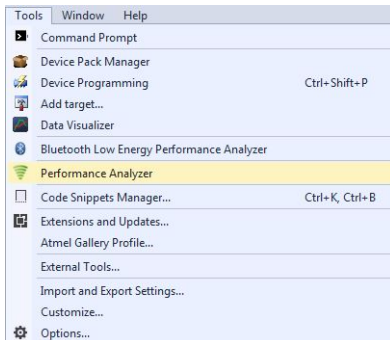 Tools Window Help
Command Prompt
Device Pack Manager
Device Programming Ctrl+Shift+P
Add target...
Data Visualizer
Bluetooth Low Energy Performance Analyzer
Performance Analyzer
Code Snippets Manager... Ctrl+K, Ctrl+B
Extensions and Updates...
Atmel Gallery Profile...
External Tools...
Import and Export Settings...
Customize...
Options...